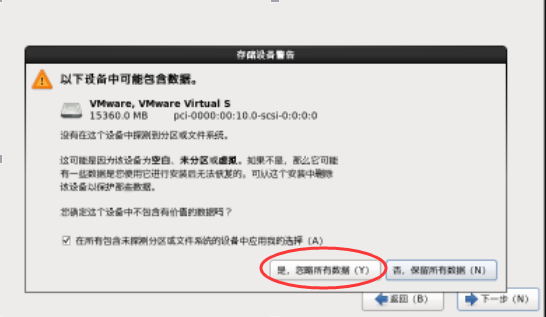 存储设备警告
以下设备中可能包含数据。
VMware, VMware Virtual S
15360.0 MB pci-0000:00:10.0-scsi-0:0:0:0
没有在这个设备中探测到分区或文件系统。
这可能是因为该设备为空白、未分区或虚拟。如果不是，那么它可能
有一些数据是您使用它进行安装后无法恢复的。可从这个安装中删除
该设备以保护那些数据。
您确定这个设备中不包含有价值的数据吗？
在所有包含未探测分区或文件系统的设备中应用我的选择（A）
是，忽略所有数据（Y）
否，保留所有数据（N）
返回（B）
下一步（N）